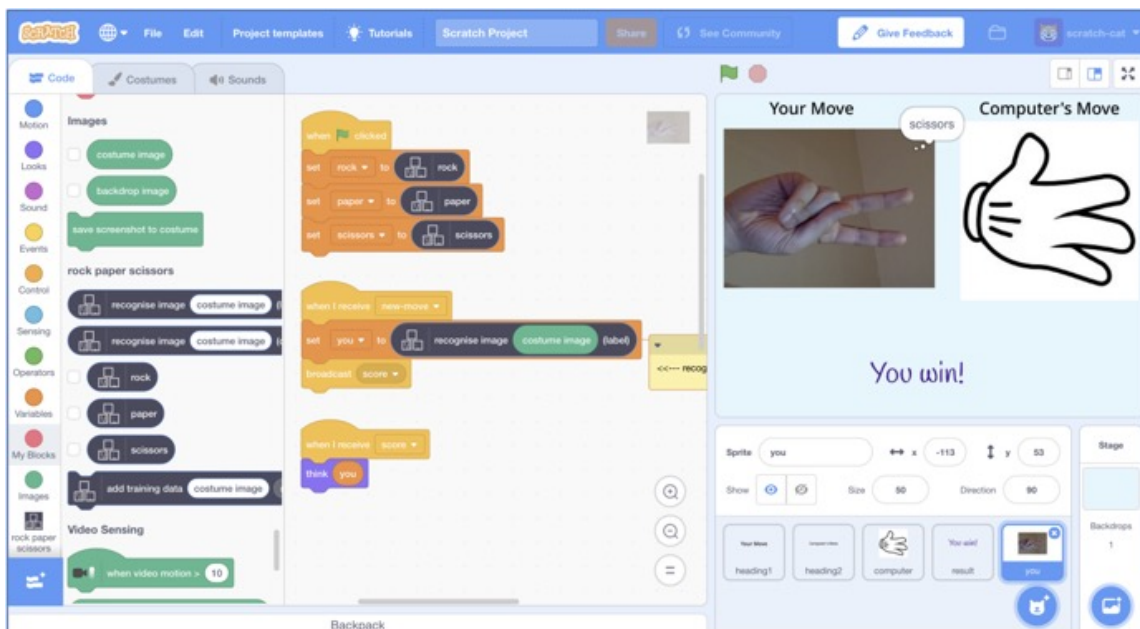 SCRATCH
File Edit Project templates Tutorials Scratch Project Share See Community Give Feedback scratch-cat
Code Costumes Sounds
Motion
Looks
Sound
Events
Control
Sensing
Operators
Variables
My Blocks
Images
rock paper
scissors
Images
costume image
backdrop image
save screenshot to costume
rock paper scissors
recognise image costume image
recognise image costume image
rock
paper
scissors
add training data costume image
Video Sensing
when video motion > 10
when clicked
set rock to rock
set paper to paper
set scissors to scissors
when I receive new-move
set you to recognise image costume image (label)
broadcast score
<<--- recog
when I receive score
think you
Backpack
Your Move Computer's Move
scissors
You win!
Sprite you x -113 y 53
Show Size 50 Direction 90
Your Move
heading1
Computer's Move
heading2
computer
You win!
result
you
Stage
Backdrops
1